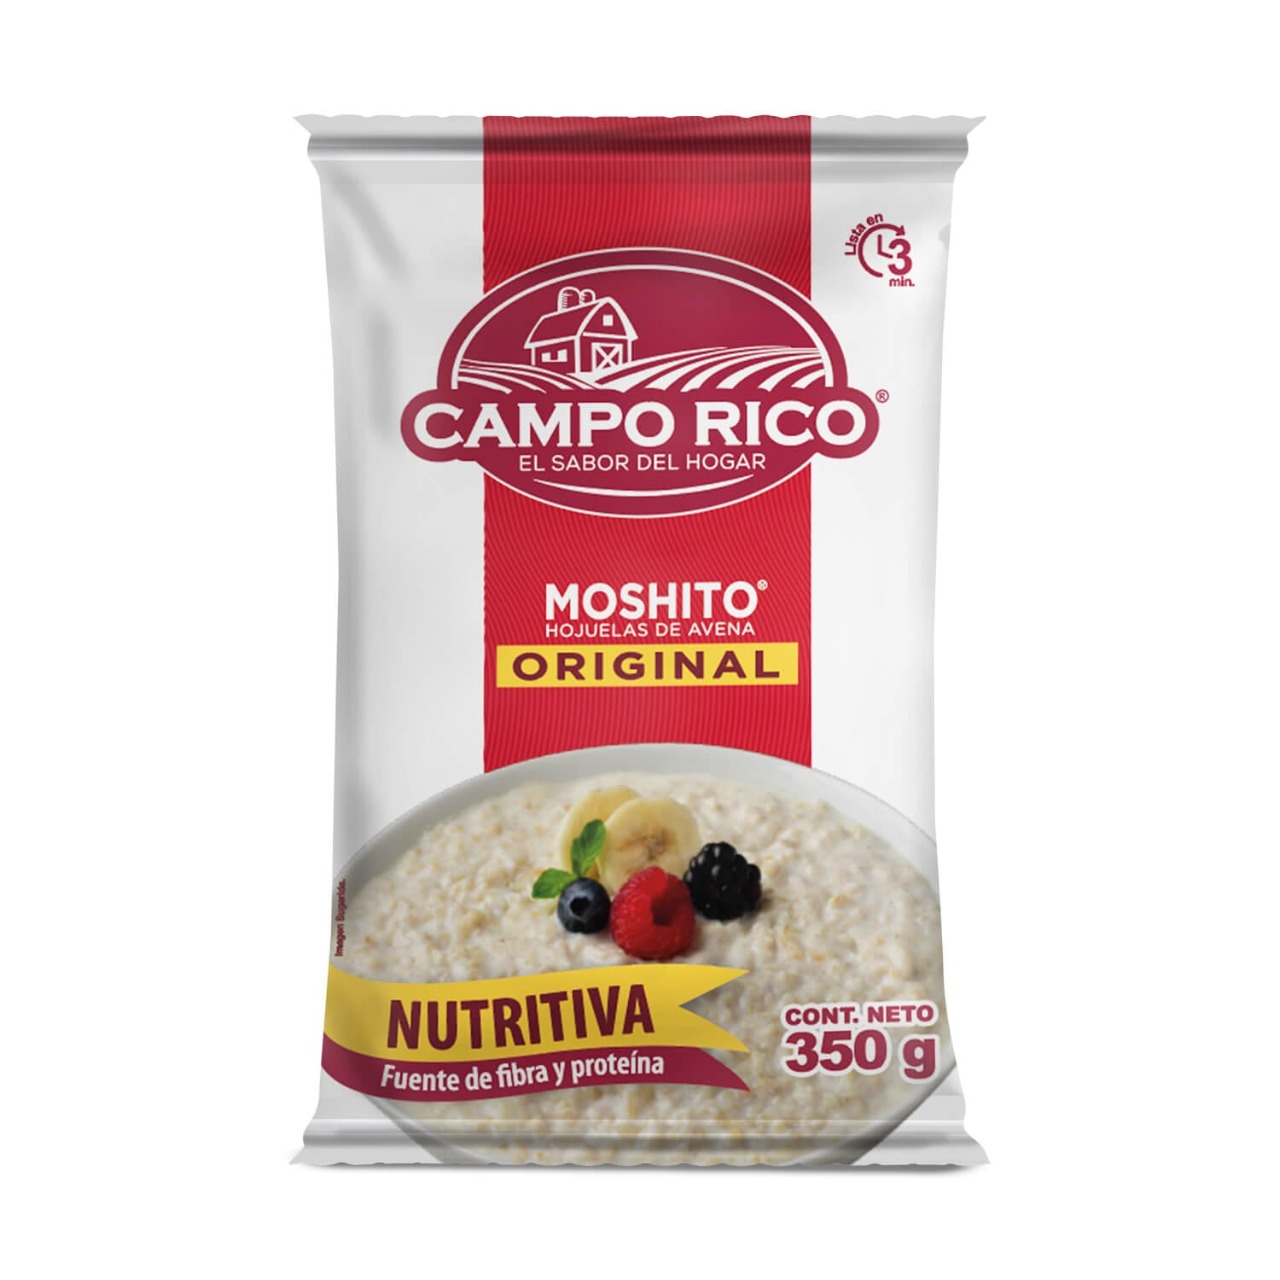 Lista en
3
min.
CAMPO RICO®
EL SABOR DEL HOGAR
MOSHITO®
HOJUELAS DE AVENA
ORIGINAL
Imagen Sugerida.
NUTRITIVA
Fuente de fibra y proteína
CONT. NETO
350 g